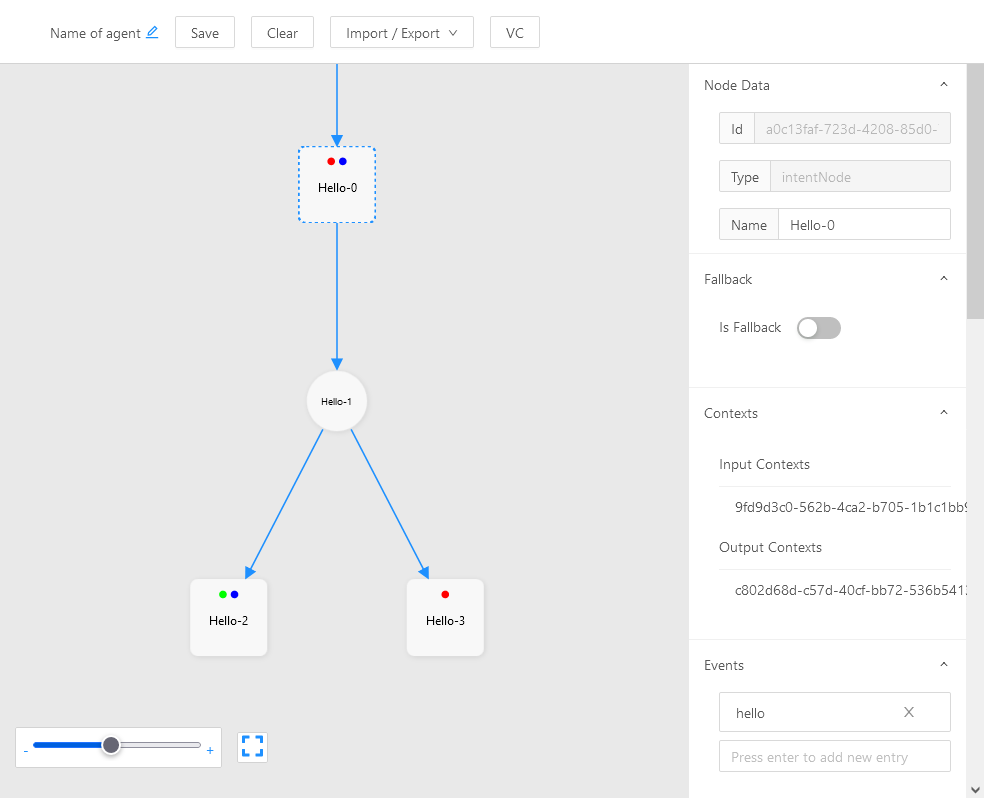 Name of agent
Save
Clear
Import / Export
VC
Hello-0
Hello-1
Hello-2
Hello-3
-
+
Node Data
Id
a0c13faf-723d-4208-85d0-
Type
intentNode
Name
Hello-0
Fallback
Is Fallback
Contexts
Input Contexts
9fd9d3c0-562b-4ca2-b705-1b1c1bb9
Output Contexts
c802d68d-c57d-40cf-bb72-536b5412
Events
hello
Press enter to add new entry